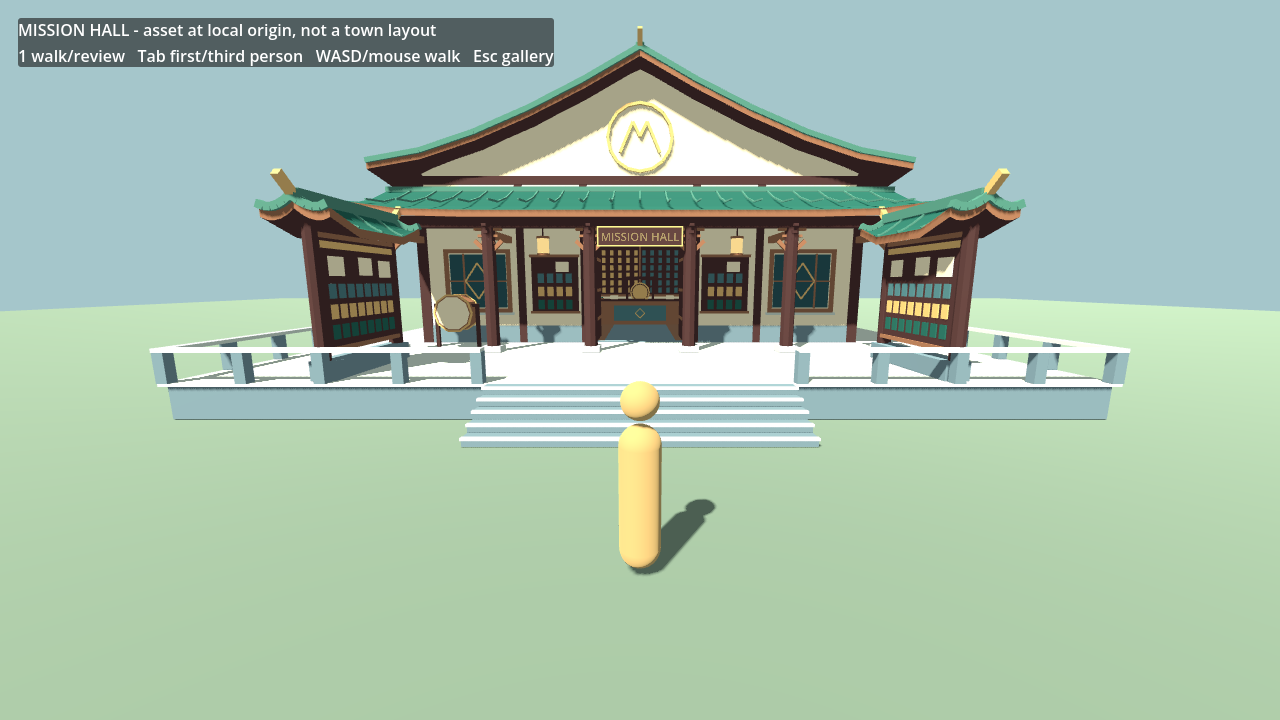 MISSION HALL - asset at local origin, not a town layout
1 walk/review   Tab first/third person   WASD/mouse walk   Esc gallery
M
MISSION HALL